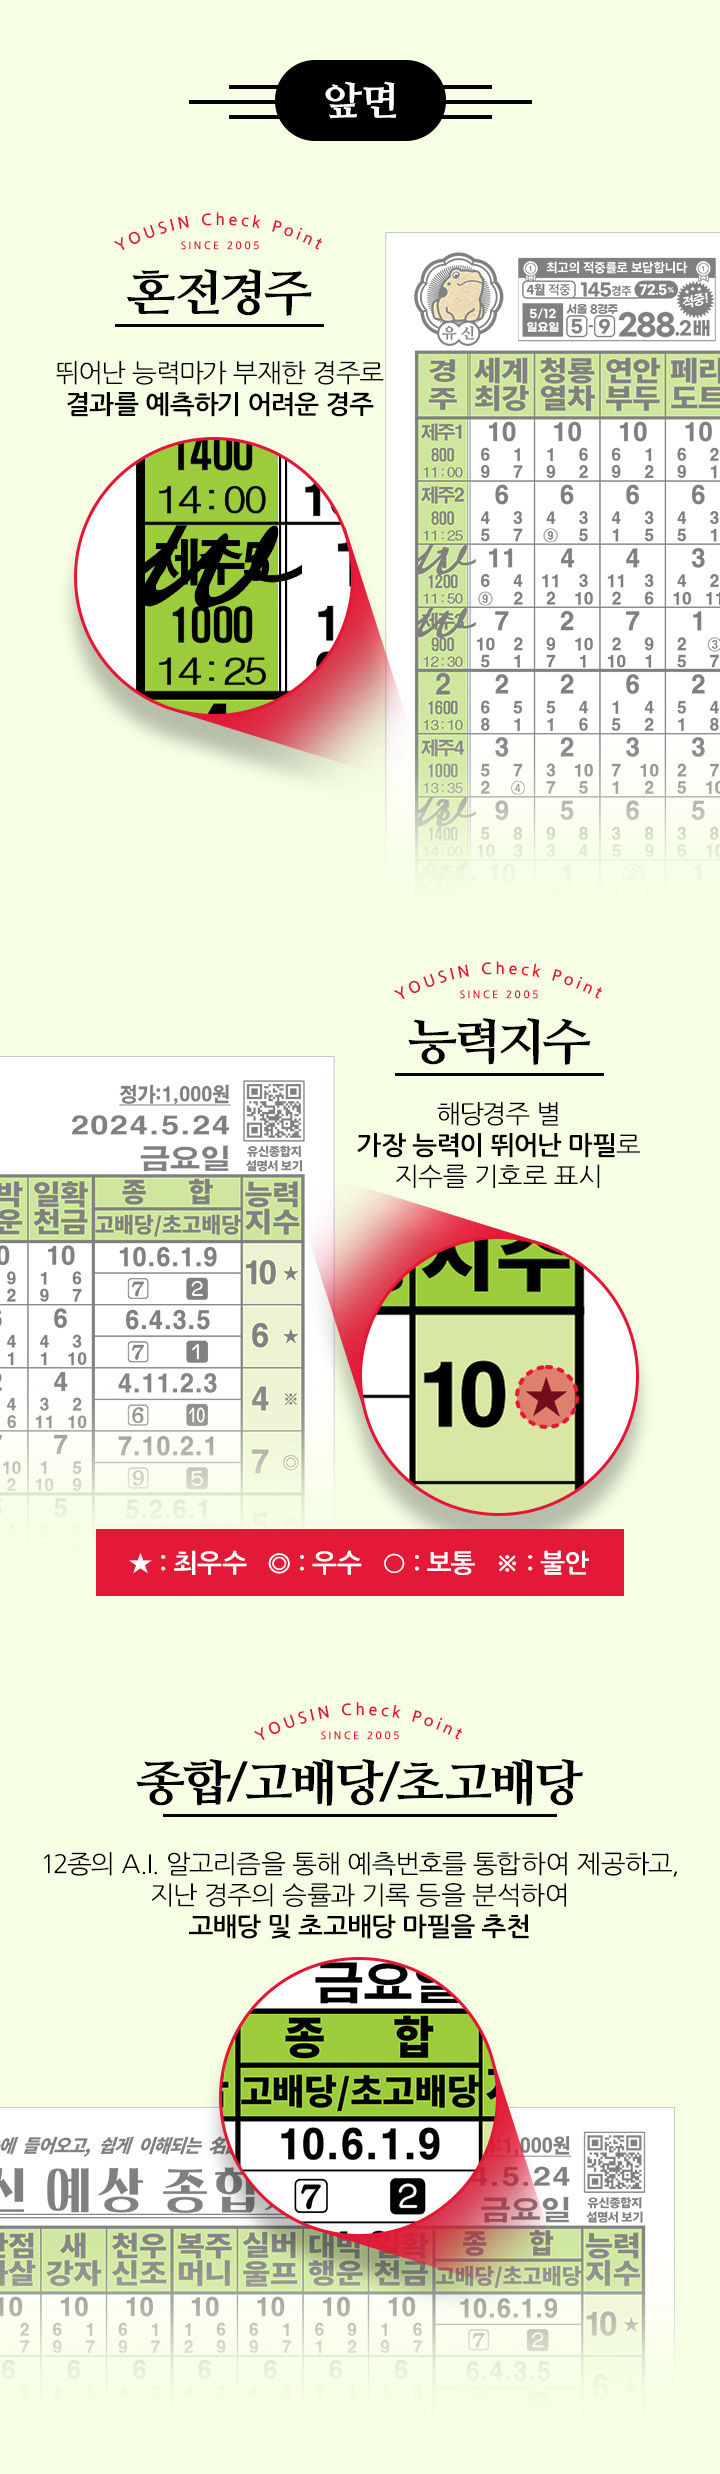 앞면
YOUSIN Check Point
SINCE 2005
혼전경주
뛰어난 능력마가 부재한 경주로
결과를 예측하기 어려운 경주
1400
14:00
제주5
1000
14:25
유신
최고의 적중률로 보답합니다
4월 적중 145경주 72.5%
적중!
5/12 일요일 서울 8경주 5-9 288.2배
경주 세계최강 청룡열차 연안부두
제주1 10 10 10 10
800 6 1 1 6 6 1 6 2
11:00 9 7 9 2 9 2 9 1
제주2 6 6 6 6
800 4 3 4 3 4 3 4 3
11:25 5 7 ⑨ 5 1 5 5 1
11 4 4 3
1200 6 4 11 3 11 3 4 2
11:50 ⑨ 2 2 10 2 6 10 11
제주3 7 2 7 1
900 10 2 9 10 2 9 2 ③
12:30 5 1 7 1 10 1 5 7
2 2 2 6 2
1600 6 5 5 4 1 4 5 4
13:10 8 1 1 6 5 2 1 8
제주4 3 2 3 3
1000 5 7 3 10 7 10 2 7
13:35 2 ④ 7 5 1 2 5 10
3 9 5 6 5
1400 5 8 9 8 3 8 3 8
14:00 10 3 3 4 5 9 6 10
10 1 ② 1
YOUSIN Check Point
SINCE 2005
능력지수
해당경주 별
가장 능력이 뛰어난 마필로
지수를 기호로 표시
정가:1,000원
2024.5.24
금요일
유신종합지
설명서 보기
일확천금 종 합 능력지수
고배당/초고배당
10 10.6.1.9 10 ★
1 6
9 7 7 2
6 6.4.3.5 6 ★
4 3
1 10 7 1
4 4.11.2.3 4 ※
3 2
11 10 6 10
7 7.10.2.1 7 ◎
1 5
10 9 9 5
5 5.2.6.1 5
지수
10 ★
★ : 최우수 ◎ : 우수 ○ : 보통 ※ : 불안
YOUSIN Check Point
SINCE 2005
종합/고배당/초고배당
12종의 A.I. 알고리즘을 통해 예측번호를 통합하여 제공하고,
지난 경주의 승률과 기록 등을 분석하여
고배당 및 초고배당 마필을 추천
금요일
종 합
고배당/초고배당
10.6.1.9
7 2
에 들어오고, 쉽게 이해되는
신 예상 종합
1,000원
4.5.24
금요일
유신종합지
설명서 보기
새강자 천우신조 복주머니 실버울프 대박행운 일확천금 종 합 능력지수
고배당/초고배당
10 10 10 10 10 10 10 10.6.1.9 10 ★
2 6 1 6 1 1 6 6 1 6 9 1 6
7 9 7 9 7 2 9 9 7 1 2 9 7 7 2
6 6 6 6 6 6 6 6.4.3.5 6 ★